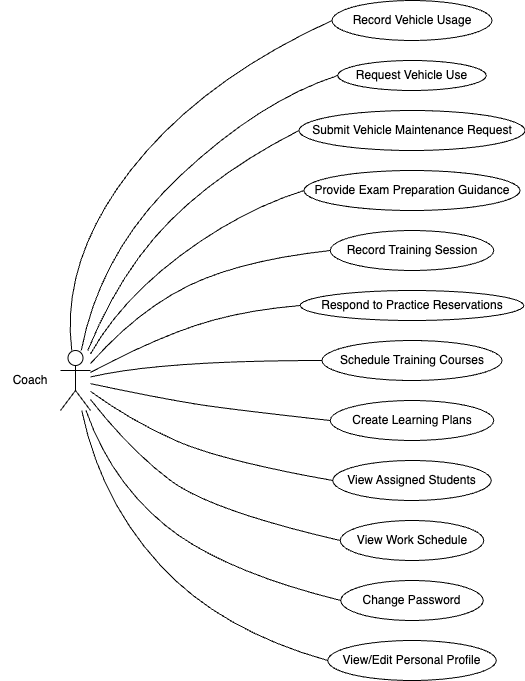 Record Vehicle Usage
Request Vehicle Use
Submit Vehicle Maintenance Request
Provide Exam Preparation Guidance
Record Training Session
Respond to Practice Reservations
Schedule Training Courses
Coach
Create Learning Plans
View Assigned Students
View Work Schedule
Change Password
View/Edit Personal Profile